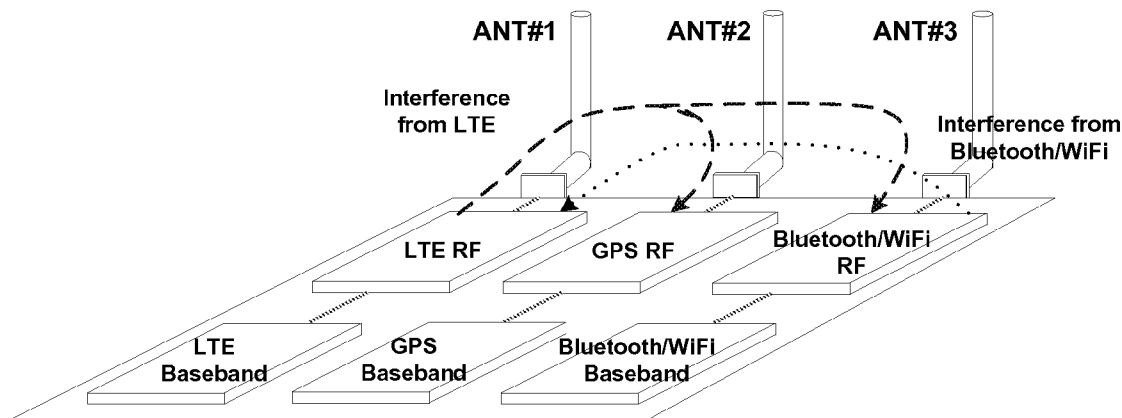 ANT#1
ANT#2
ANT#3
Interference
from LTE
Interference from
Bluetooth/WiFi
LTE RF
GPS RF
Bluetooth/WiFi
RF
LTE
Baseband
GPS
Baseband
Bluetooth/WiFi
Baseband